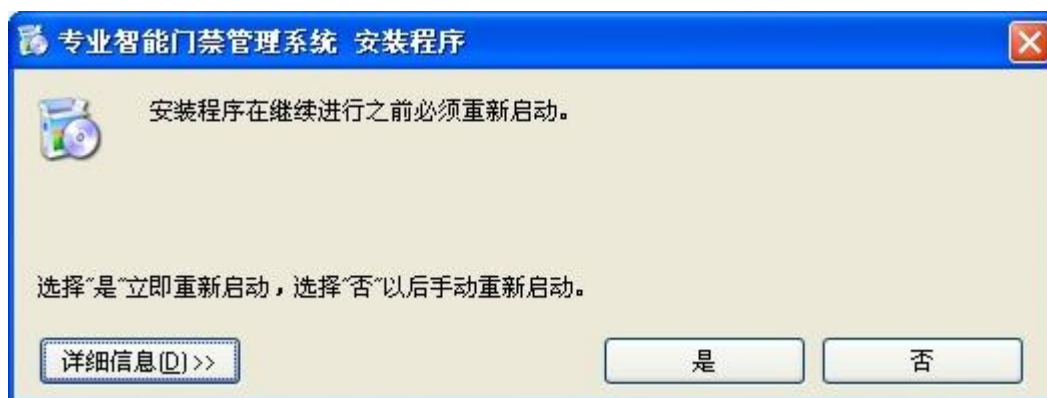 专业智能门禁管理系统 安装程序
安装程序在继续进行之前必须重新启动。
选择"是"立即重新启动，选择"否"以后手动重新启动。
详细信息(D)>>
是
否